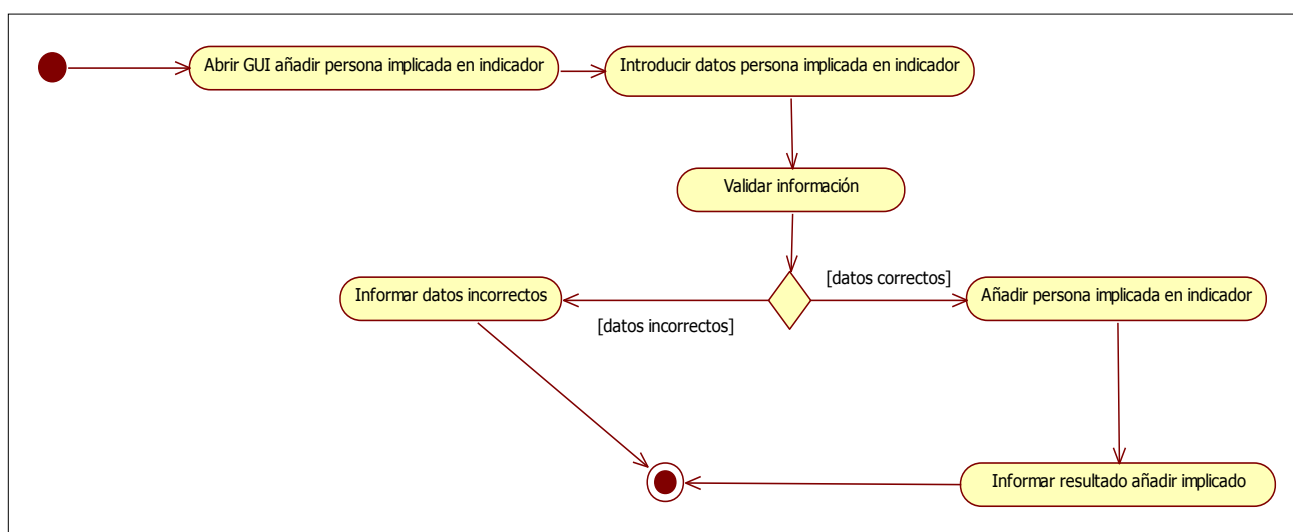 Abrir GUI añadir persona implicada en indicador
Introducir datos persona implicada en indicador
Validar información
[datos correctos]
Informar datos incorrectos
Añadir persona implicada en indicador
[datos incorrectos]
Informar resultado añadir implicado